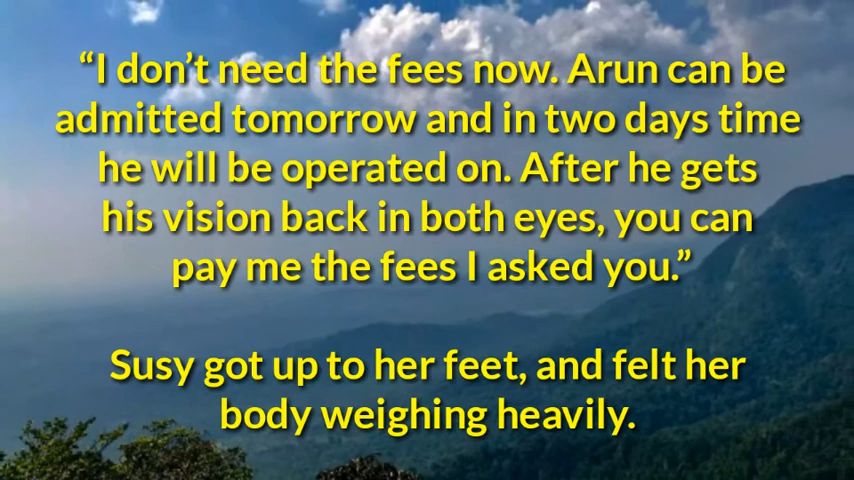 “I don’t need the fees now. Arun can be
admitted tomorrow and in two days time
he will be operated on. After he gets
his vision back in both eyes, you can
pay me the fees I asked you.”
Susy got up to her feet, and felt her
body weighing heavily.